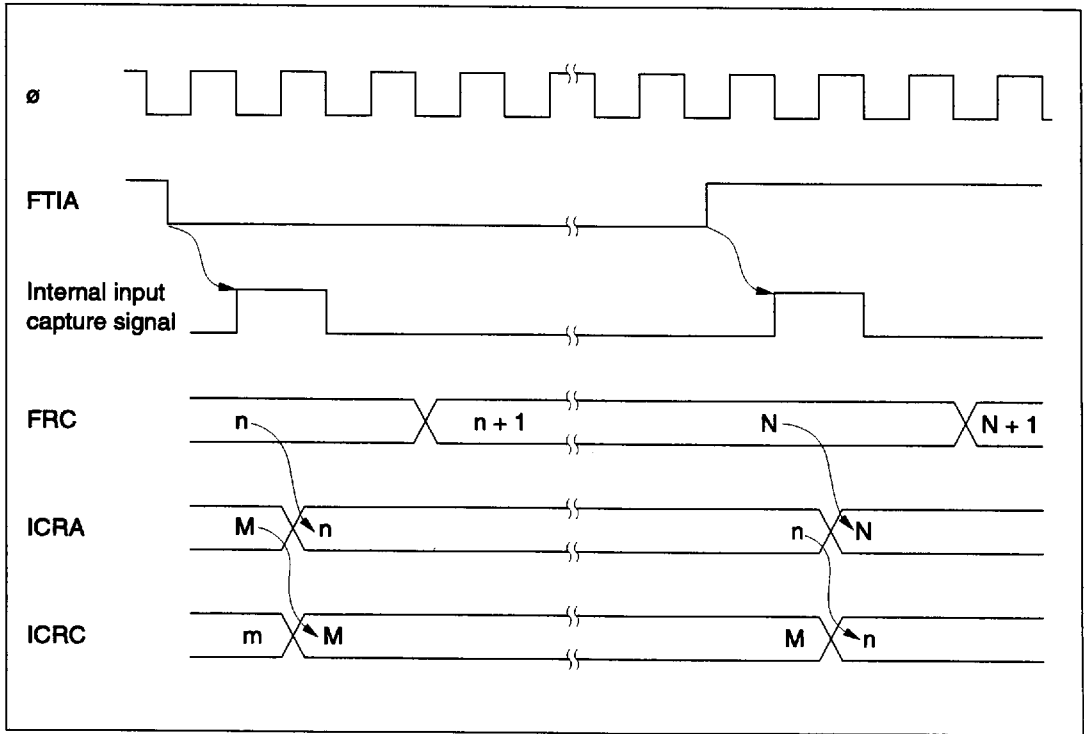 ø
FTIA
Internal input
capture signal
FRC n n + 1 N N + 1
ICRA M n n N
ICRC m M M n